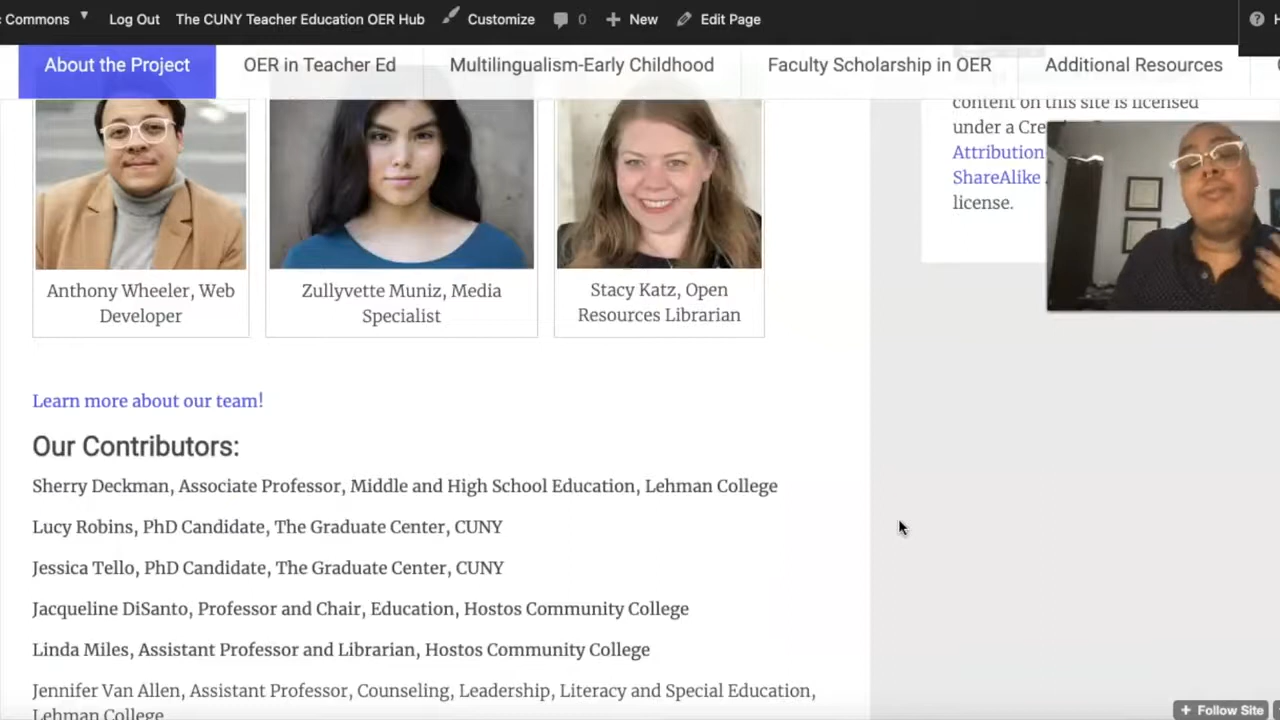 c Commons ▼ Log Out The CUNY Teacher Education OER Hub Customize 0 New Edit Page
About the Project OER in Teacher Ed Multilingualism-Early Childhood Faculty Scholarship in OER Additional Resources
content on this site is licensed
under a Cre
Attribution
ShareAlike
license.
Anthony Wheeler, Web
Developer
Zullyvette Muniz, Media
Specialist
Stacy Katz, Open
Resources Librarian
Learn more about our team!
Our Contributors:
Sherry Deckman, Associate Professor, Middle and High School Education, Lehman College
Lucy Robins, PhD Candidate, The Graduate Center, CUNY
Jessica Tello, PhD Candidate, The Graduate Center, CUNY
Jacqueline DiSanto, Professor and Chair, Education, Hostos Community College
Linda Miles, Assistant Professor and Librarian, Hostos Community College
Jennifer Van Allen, Assistant Professor, Counseling, Leadership, Literacy and Special Education,
Lehman College
+ Follow Site